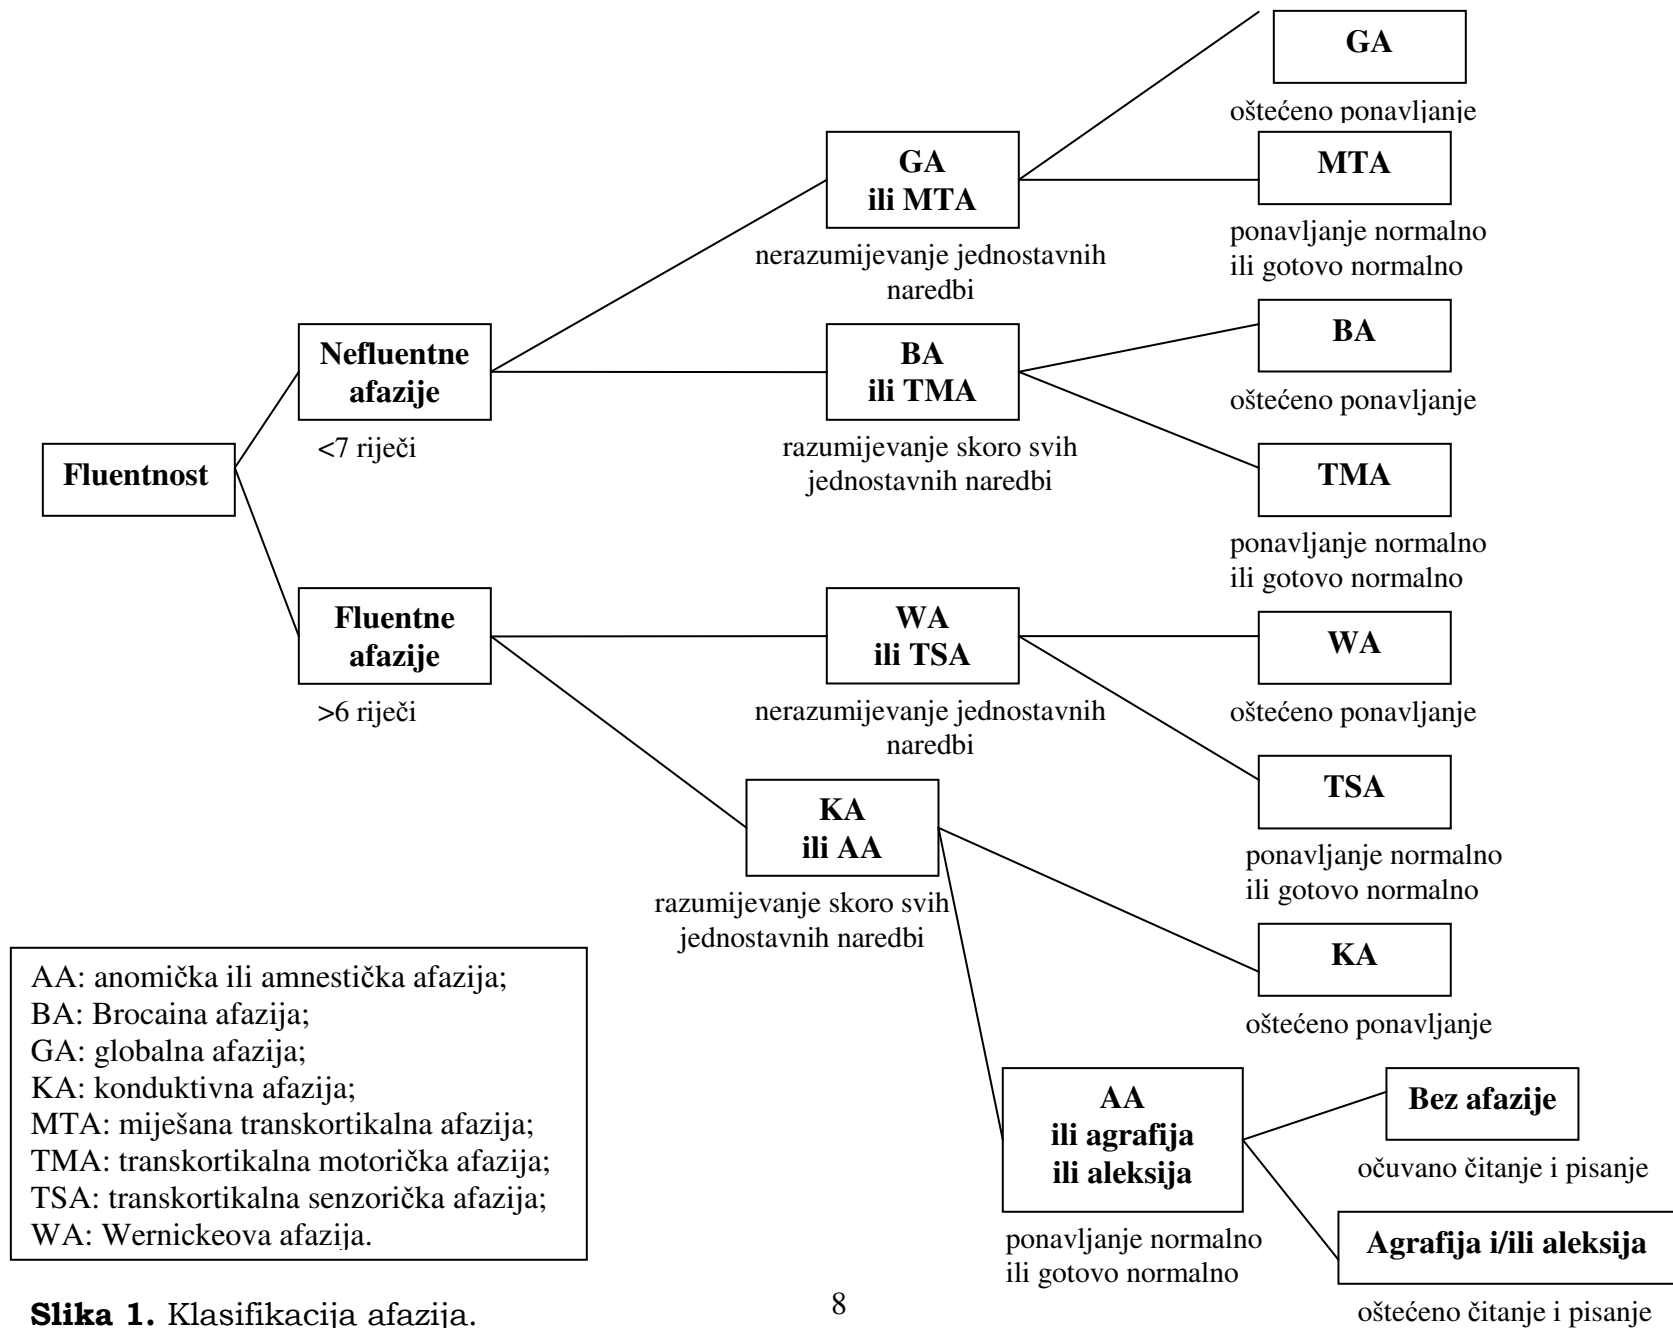 GA
oštećeno ponavljanje
GA
ili MTA
nerazumijevanje jednostavnih
naredbi
MTA
ponavljanje normalno
ili gotovo normalno
Nefluentne
afazije
<7 riječi
BA
ili TMA
razumijevanje skoro svih
jednostavnih naredbi
BA
oštećeno ponavljanje
TMA
ponavljanje normalno
ili gotovo normalno
Fluentnost
Fluentne
afazije
>6 riječi
WA
ili TSA
nerazumijevanje jednostavnih
naredbi
WA
oštećeno ponavljanje
TSA
ponavljanje normalno
ili gotovo normalno
KA
ili AA
razumijevanje skoro svih
jednostavnih naredbi
KA
oštećeno ponavljanje
AA
ili agrafija
ili aleksija
ponavljanje normalno
ili gotovo normalno
Bez afazije
očuvano čitanje i pisanje
Agrafija i/ili aleksija
oštećeno čitanje i pisanje
AA: anomička ili amnestička afazija;
BA: Brocaina afazija;
GA: globalna afazija;
KA: konduktivna afazija;
MTA: miješana transkortikalna afazija;
TMA: transkortikalna motorička afazija;
TSA: transkortikalna senzorička afazija;
WA: Wernickeova afazija.
Slika 1. Klasifikacija afazija.
8